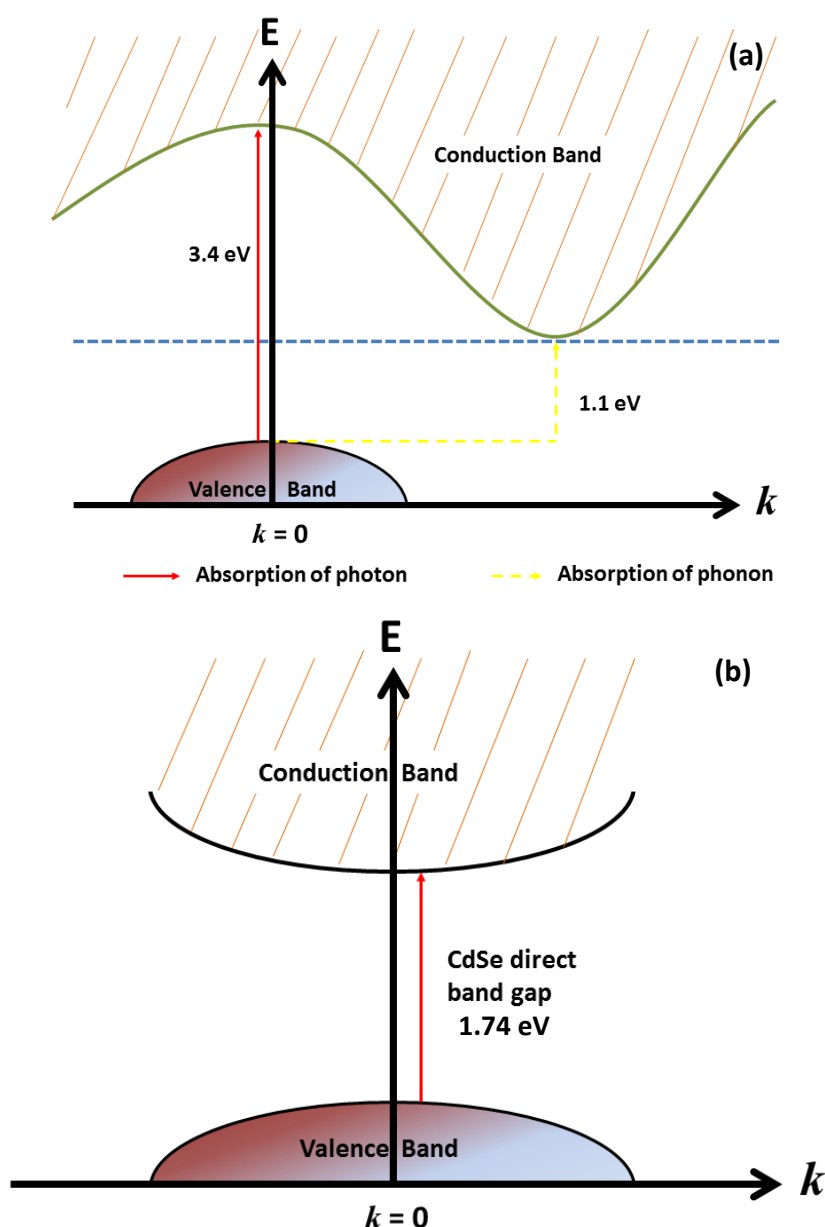 E
(a)
Conduction Band
3.4 eV
1.1 eV
Valence Band
k
k = 0
Absorption of photon
Absorption of phonon
E
(b)
Conduction Band
CdSe direct
band gap
1.74 eV
Valence Band
k
k = 0